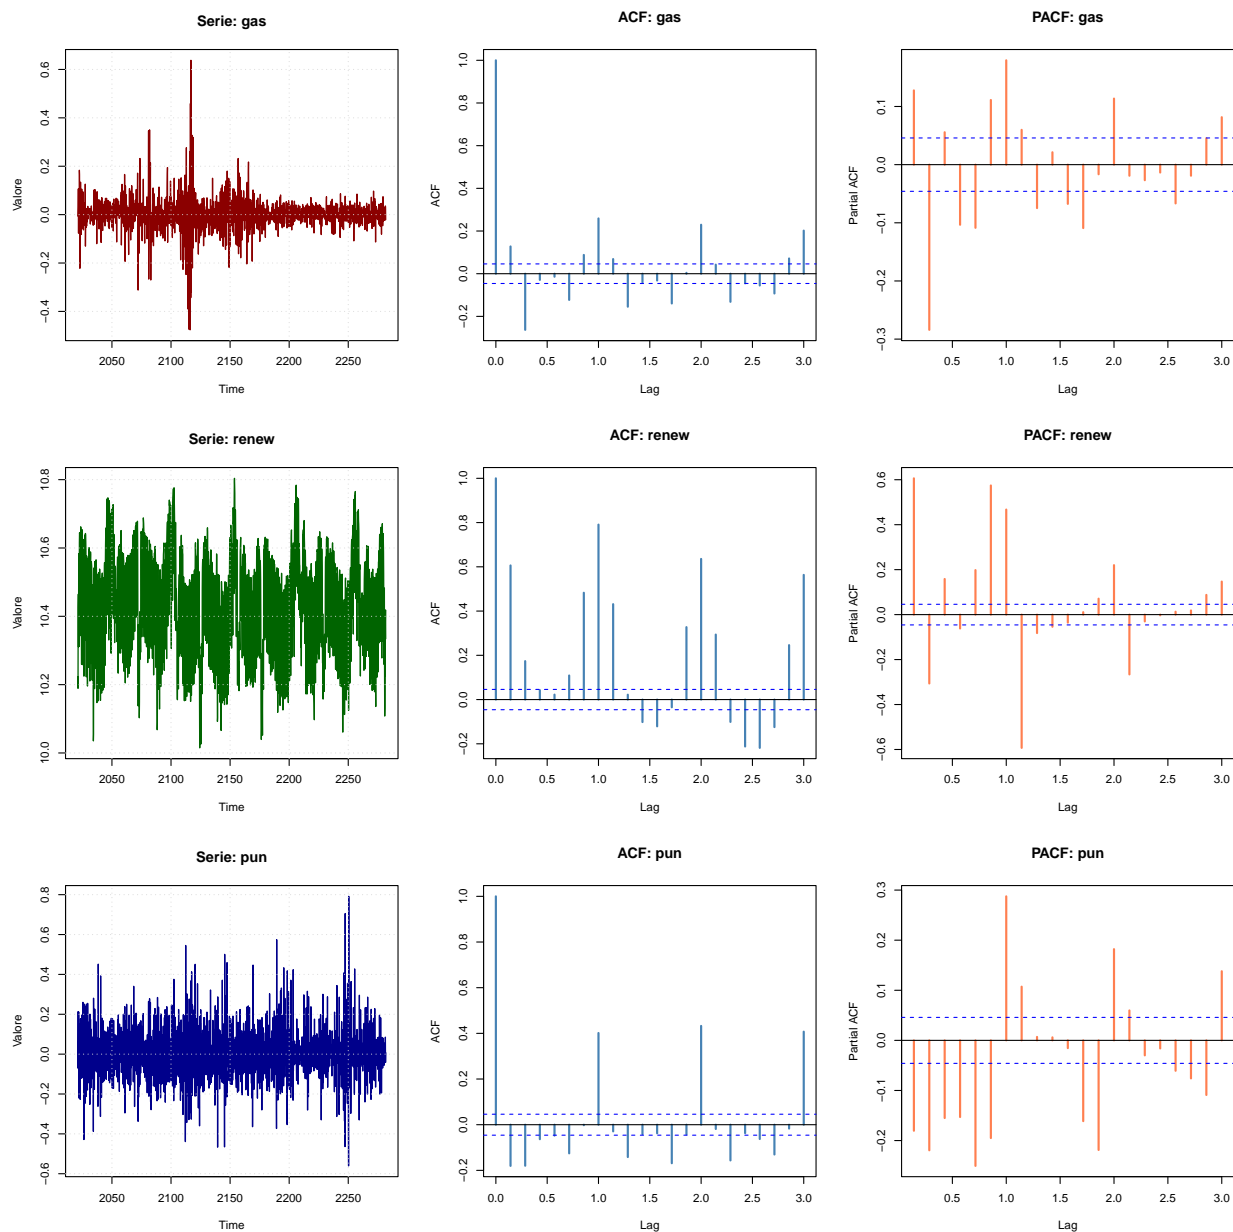 Serie: gas
ACF: gas
PACF: gas
Valore
0.6
0.4
0.2
0.0
−0.2
−0.4
2050 2100 2150 2200 2250
Time
ACF
1.0
0.8
0.6
0.4
0.2
0.0
−0.2
0.0 0.5 1.0 1.5 2.0 2.5 3.0
Lag
Partial ACF
0.1
0.0
−0.1
−0.2
−0.3
0.5 1.0 1.5 2.0 2.5 3.0
Lag
Serie: renew
ACF: renew
PACF: renew
Valore
10.8
10.6
10.4
10.2
10.0
2050 2100 2150 2200 2250
Time
ACF
1.0
0.8
0.6
0.4
0.2
0.0
−0.2
0.0 0.5 1.0 1.5 2.0 2.5 3.0
Lag
Partial ACF
0.6
0.4
0.2
0.0
−0.2
−0.4
−0.6
0.5 1.0 1.5 2.0 2.5 3.0
Lag
Serie: pun
ACF: pun
PACF: pun
Valore
0.8
0.6
0.4
0.2
0.0
−0.2
−0.4
−0.6
2050 2100 2150 2200 2250
Time
ACF
1.0
0.8
0.6
0.4
0.2
0.0
−0.2
0.0 0.5 1.0 1.5 2.0 2.5 3.0
Lag
Partial ACF
0.3
0.2
0.1
0.0
−0.1
−0.2
0.5 1.0 1.5 2.0 2.5 3.0
Lag